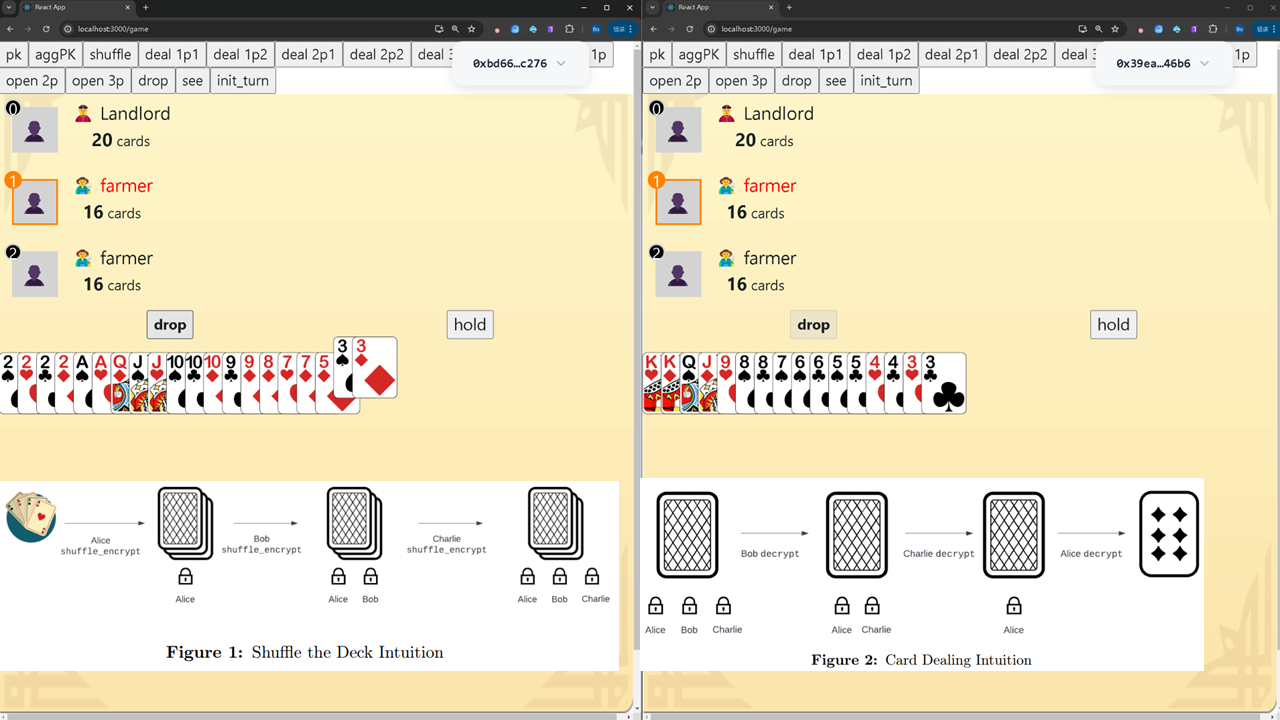 React App
localhost:3000/game
Bo
错误
pk aggPK shuffle deal 1p1 deal 1p2 deal 2p1 deal 2p2 deal 3 1p
0xbd66...c276
open 2p open 3p drop see init_turn
0
Landlord
20 cards
1
farmer
16 cards
2
farmer
16 cards
drop hold
2 2 2 2 A A Q J J 10 10 10 9 9 8 7 7 5 3 3
Alice
shuffle_encrypt
Bob
shuffle_encrypt
Charlie
shuffle_encrypt
Alice
Alice Bob
Alice Bob Charlie
Figure 1: Shuffle the Deck Intuition
React App
localhost:3000/game
Bo
错误
pk aggPK shuffle deal 1p1 deal 1p2 deal 2p1 deal 2p2 deal 3 1p
0x39ea...46b6
open 2p open 3p drop see init_turn
0
Landlord
20 cards
1
farmer
16 cards
2
farmer
16 cards
drop hold
K K Q J 9 8 8 7 6 6 5 5 4 4 3 3
Bob decrypt
Charlie decrypt
Alice decrypt
Alice Bob Charlie
Alice Charlie
Alice
Figure 2: Card Dealing Intuition